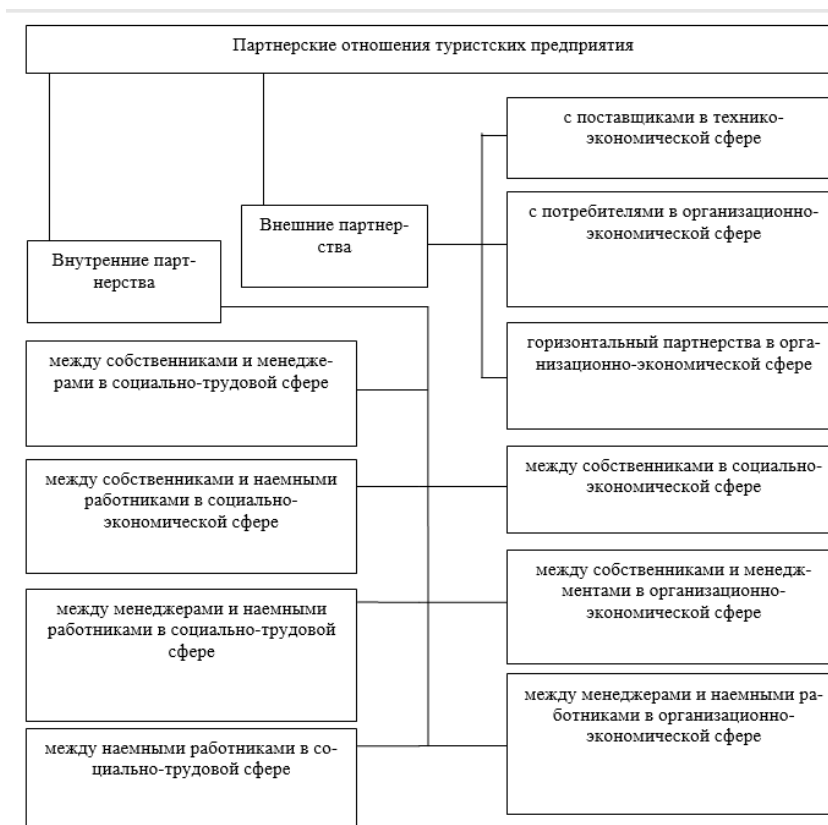 Партнерские отношения туристских предприятия
с поставщиками в технико-
экономической сфере
с потребителями в организационно-
экономической сфере
Внешние партнер-
ства
Внутренние парт-
нерства
горизонтальный партнерства в орга-
низационно-экономической сфере
между собственниками и менедже-
рами в социально-трудовой сфере
между собственниками и наемными
работниками в социально-
экономической сфере
между менеджерами и наемными
работниками в социально-трудовой
сфере
между наемными работниками в со-
циально-трудовой сфере
между собственниками в социально-
экономической сфере
между собственниками и менедж-
ментами в организационно-
экономической сфере
между менеджерами и наемными ра-
ботниками в организационно-
экономической сфере